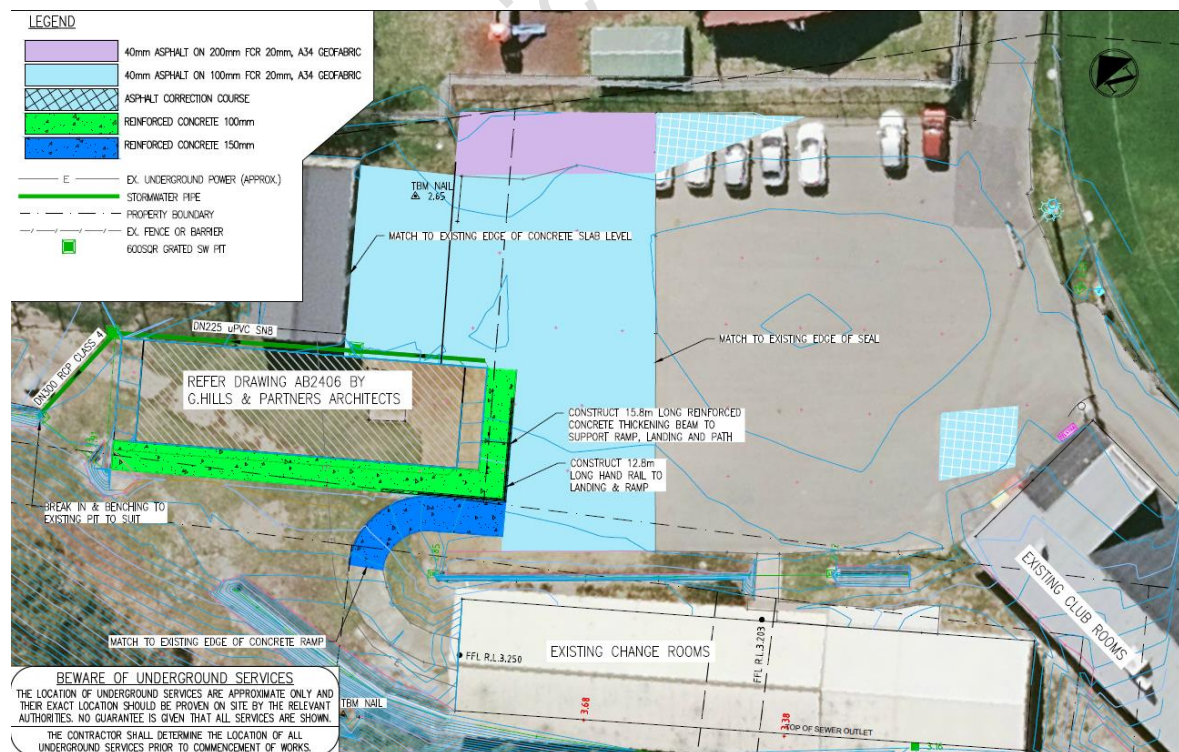 LEGEND
40mm ASPHALT ON 200mm FCR 20mm, A34 GEOFABRIC
40mm ASPHALT ON 100mm FCR 20mm, A34 GEOFABRIC
ASPHALT CORRECTION COURSE
REINFORCED CONCRETE 100mm
REINFORCED CONCRETE 150mm
E
EX. UNDERGROUND POWER (APPROX.)
STORMWATER PIPE
PROPERTY BOUNDARY
EX. FENCE OR BARRIER
600SQR GRATED SW PIT
TBM NAIL
2.65
MATCH TO EXISTING EDGE OF CONCRETE SLAB LEVEL
DN225 uPVC SN8
DN300 RCP CLASS 4
MATCH TO EXISTING EDGE OF SEAL
REFER DRAWING AB2406 BY
G.HILLS & PARTNERS ARCHITECTS
CONSTRUCT 15.8m LONG REINFORCED
CONCRETE THICKENING BEAM TO
SUPPORT RAMP, LANDING AND PATH
CONSTRUCT 12.8m
LONG HAND RAIL TO
LANDING & RAMP
BREAK IN & BENCHING TO
EXISTING PIT TO SUIT
EXISTING CLUB ROOMS
MATCH TO EXISTING EDGE OF CONCRETE RAMP
FFL R.L.3.250
EXISTING CHANGE ROOMS
FFL R.L.3.203
BEWARE OF UNDERGROUND SERVICES
THE LOCATION OF UNDERGROUND SERVICES ARE APPROXIMATE ONLY AND
THEIR EXACT LOCATION SHOULD BE PROVEN ON SITE BY THE RELEVANT
AUTHORITIES. NO GUARANTEE IS GIVEN THAT ALL SERVICES ARE SHOWN.
THE CONTRACTOR SHALL DETERMINE THE LOCATION OF ALL
UNDERGROUND SERVICES PRIOR TO COMMENCEMENT OF WORKS.
TBM NAIL
3.68
3.38
TOP OF SEWER OUTLET
3.16